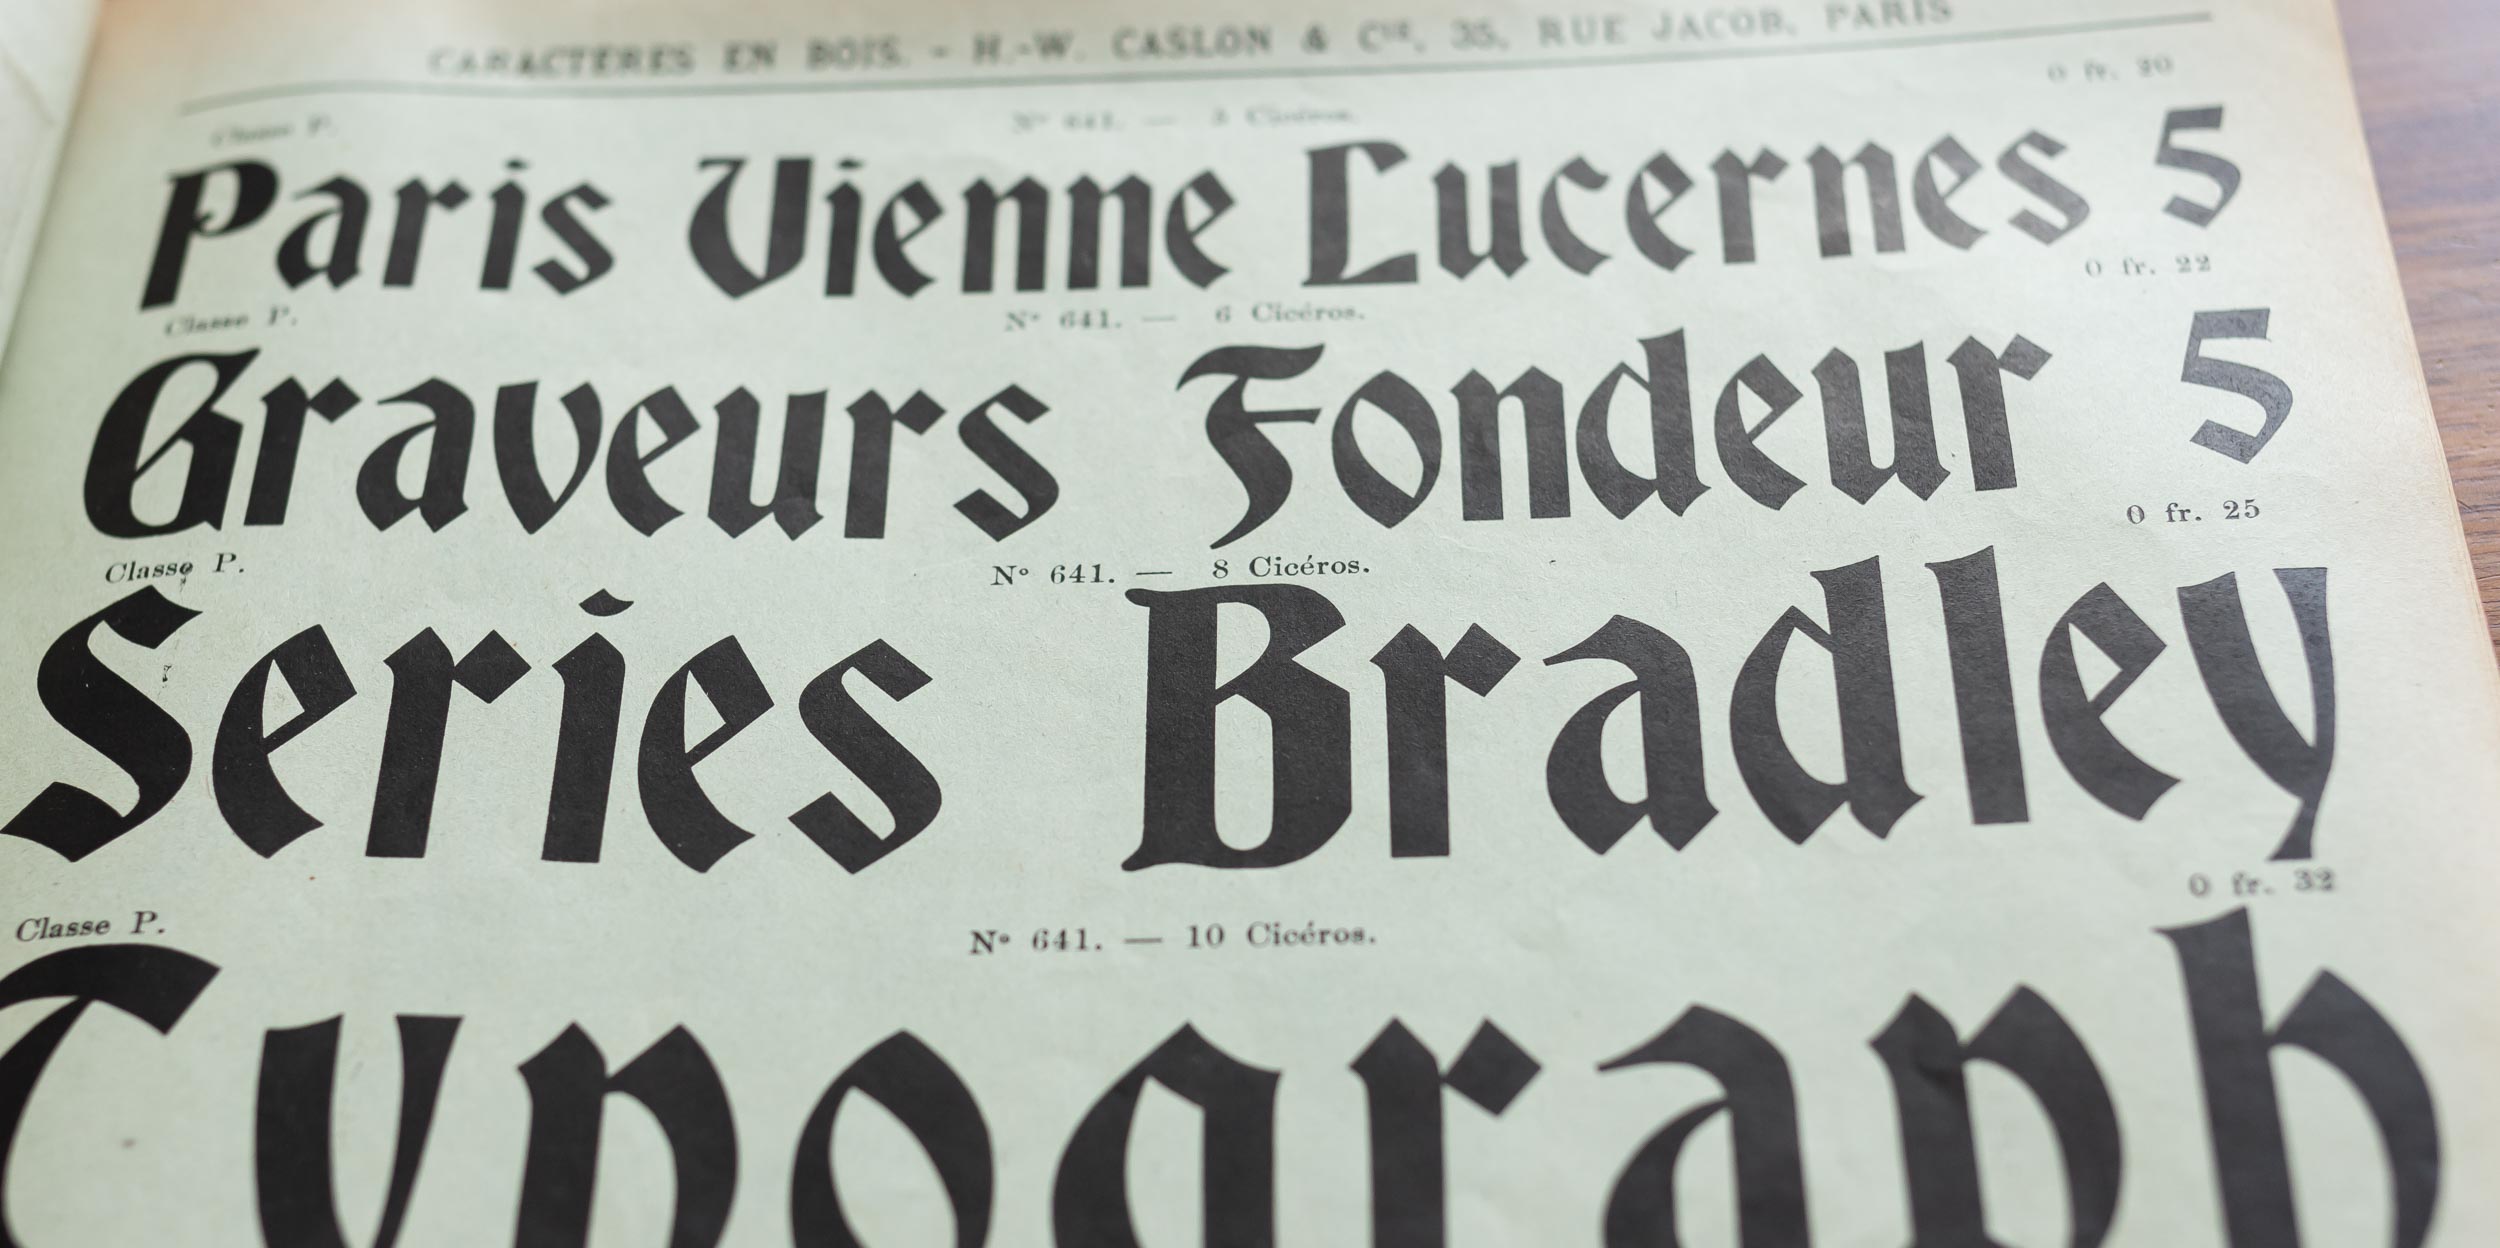 CARACTÈRES EN BOIS. - H.-W. CASLON & Cie, 35, RUE JACOB, PARIS
Classe P. N° 641. — 5 Cicéros. 0 fr. 20
Paris Vienne Lucernes 5
Classe P. N° 641. — 6 Cicéros. 0 fr. 22
Graveurs Fondeur 5
Classe P. N° 641. — 8 Cicéros. 0 fr. 25
Series Bradley
Classe P. N° 641. — 10 Cicéros. 0 fr. 32
Typograph